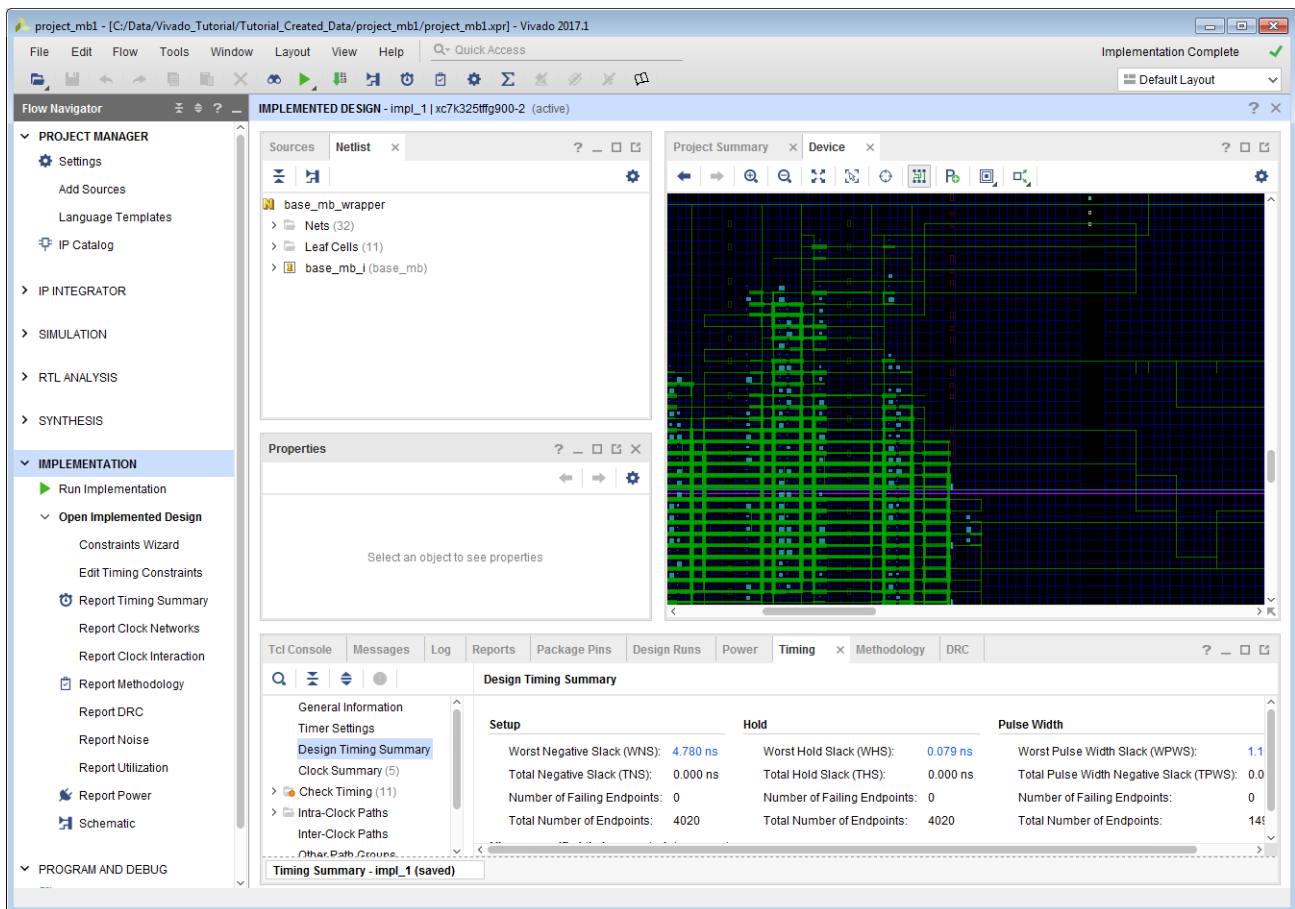 project_mb1 - [C:/Data/Vivado_Tutorial/Tutorial_Created_Data/project_mb1/project_mb1.xpr] - Vivado 2017.1
File Edit Flow Tools Window Layout View Help Quick Access
Implementation Complete
Default Layout
Flow Navigator
PROJECT MANAGER
Settings
Add Sources
Language Templates
IP Catalog
IP INTEGRATOR
SIMULATION
RTL ANALYSIS
SYNTHESIS
IMPLEMENTATION
Run Implementation
Open Implemented Design
Constraints Wizard
Edit Timing Constraints
Report Timing Summary
Report Clock Networks
Report Clock Interaction
Report Methodology
Report DRC
Report Noise
Report Utilization
Report Power
Schematic
PROGRAM AND DEBUG
IMPLEMENTED DESIGN - impl_1 | xc7k325tffg900-2 (active)
Sources Netlist
base_mb_wrapper
Nets (32)
Leaf Cells (11)
base_mb_i (base_mb)
Properties
Select an object to see properties
Project Summary Device
Tcl Console Messages Log Reports Package Pins Design Runs Power Timing Methodology DRC
General Information
Timer Settings
Design Timing Summary
Clock Summary (5)
Check Timing (11)
Intra-Clock Paths
Inter-Clock Paths
Other Path Groups
Design Timing Summary
Setup Hold Pulse Width
Worst Negative Slack (WNS): 4.780 ns Worst Hold Slack (WHS): 0.079 ns Worst Pulse Width Slack (WPWS): 1.1
Total Negative Slack (TNS): 0.000 ns Total Hold Slack (THS): 0.000 ns Total Pulse Width Negative Slack (TPWS): 0.0
Number of Failing Endpoints: 0 Number of Failing Endpoints: 0 Number of Failing Endpoints: 0
Total Number of Endpoints: 4020 Total Number of Endpoints: 4020 Total Number of Endpoints: 149
Timing Summary - impl_1 (saved)